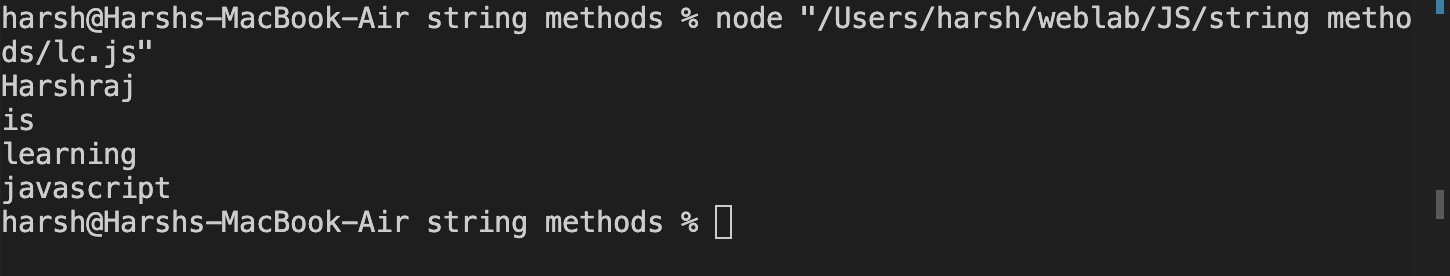 harsh@Harshs-MacBook-Air string methods % node "/Users/harsh/weblab/JS/string metho
ds/lc.js"
Harshraj
is
learning
javascript
harsh@Harshs-MacBook-Air string methods %